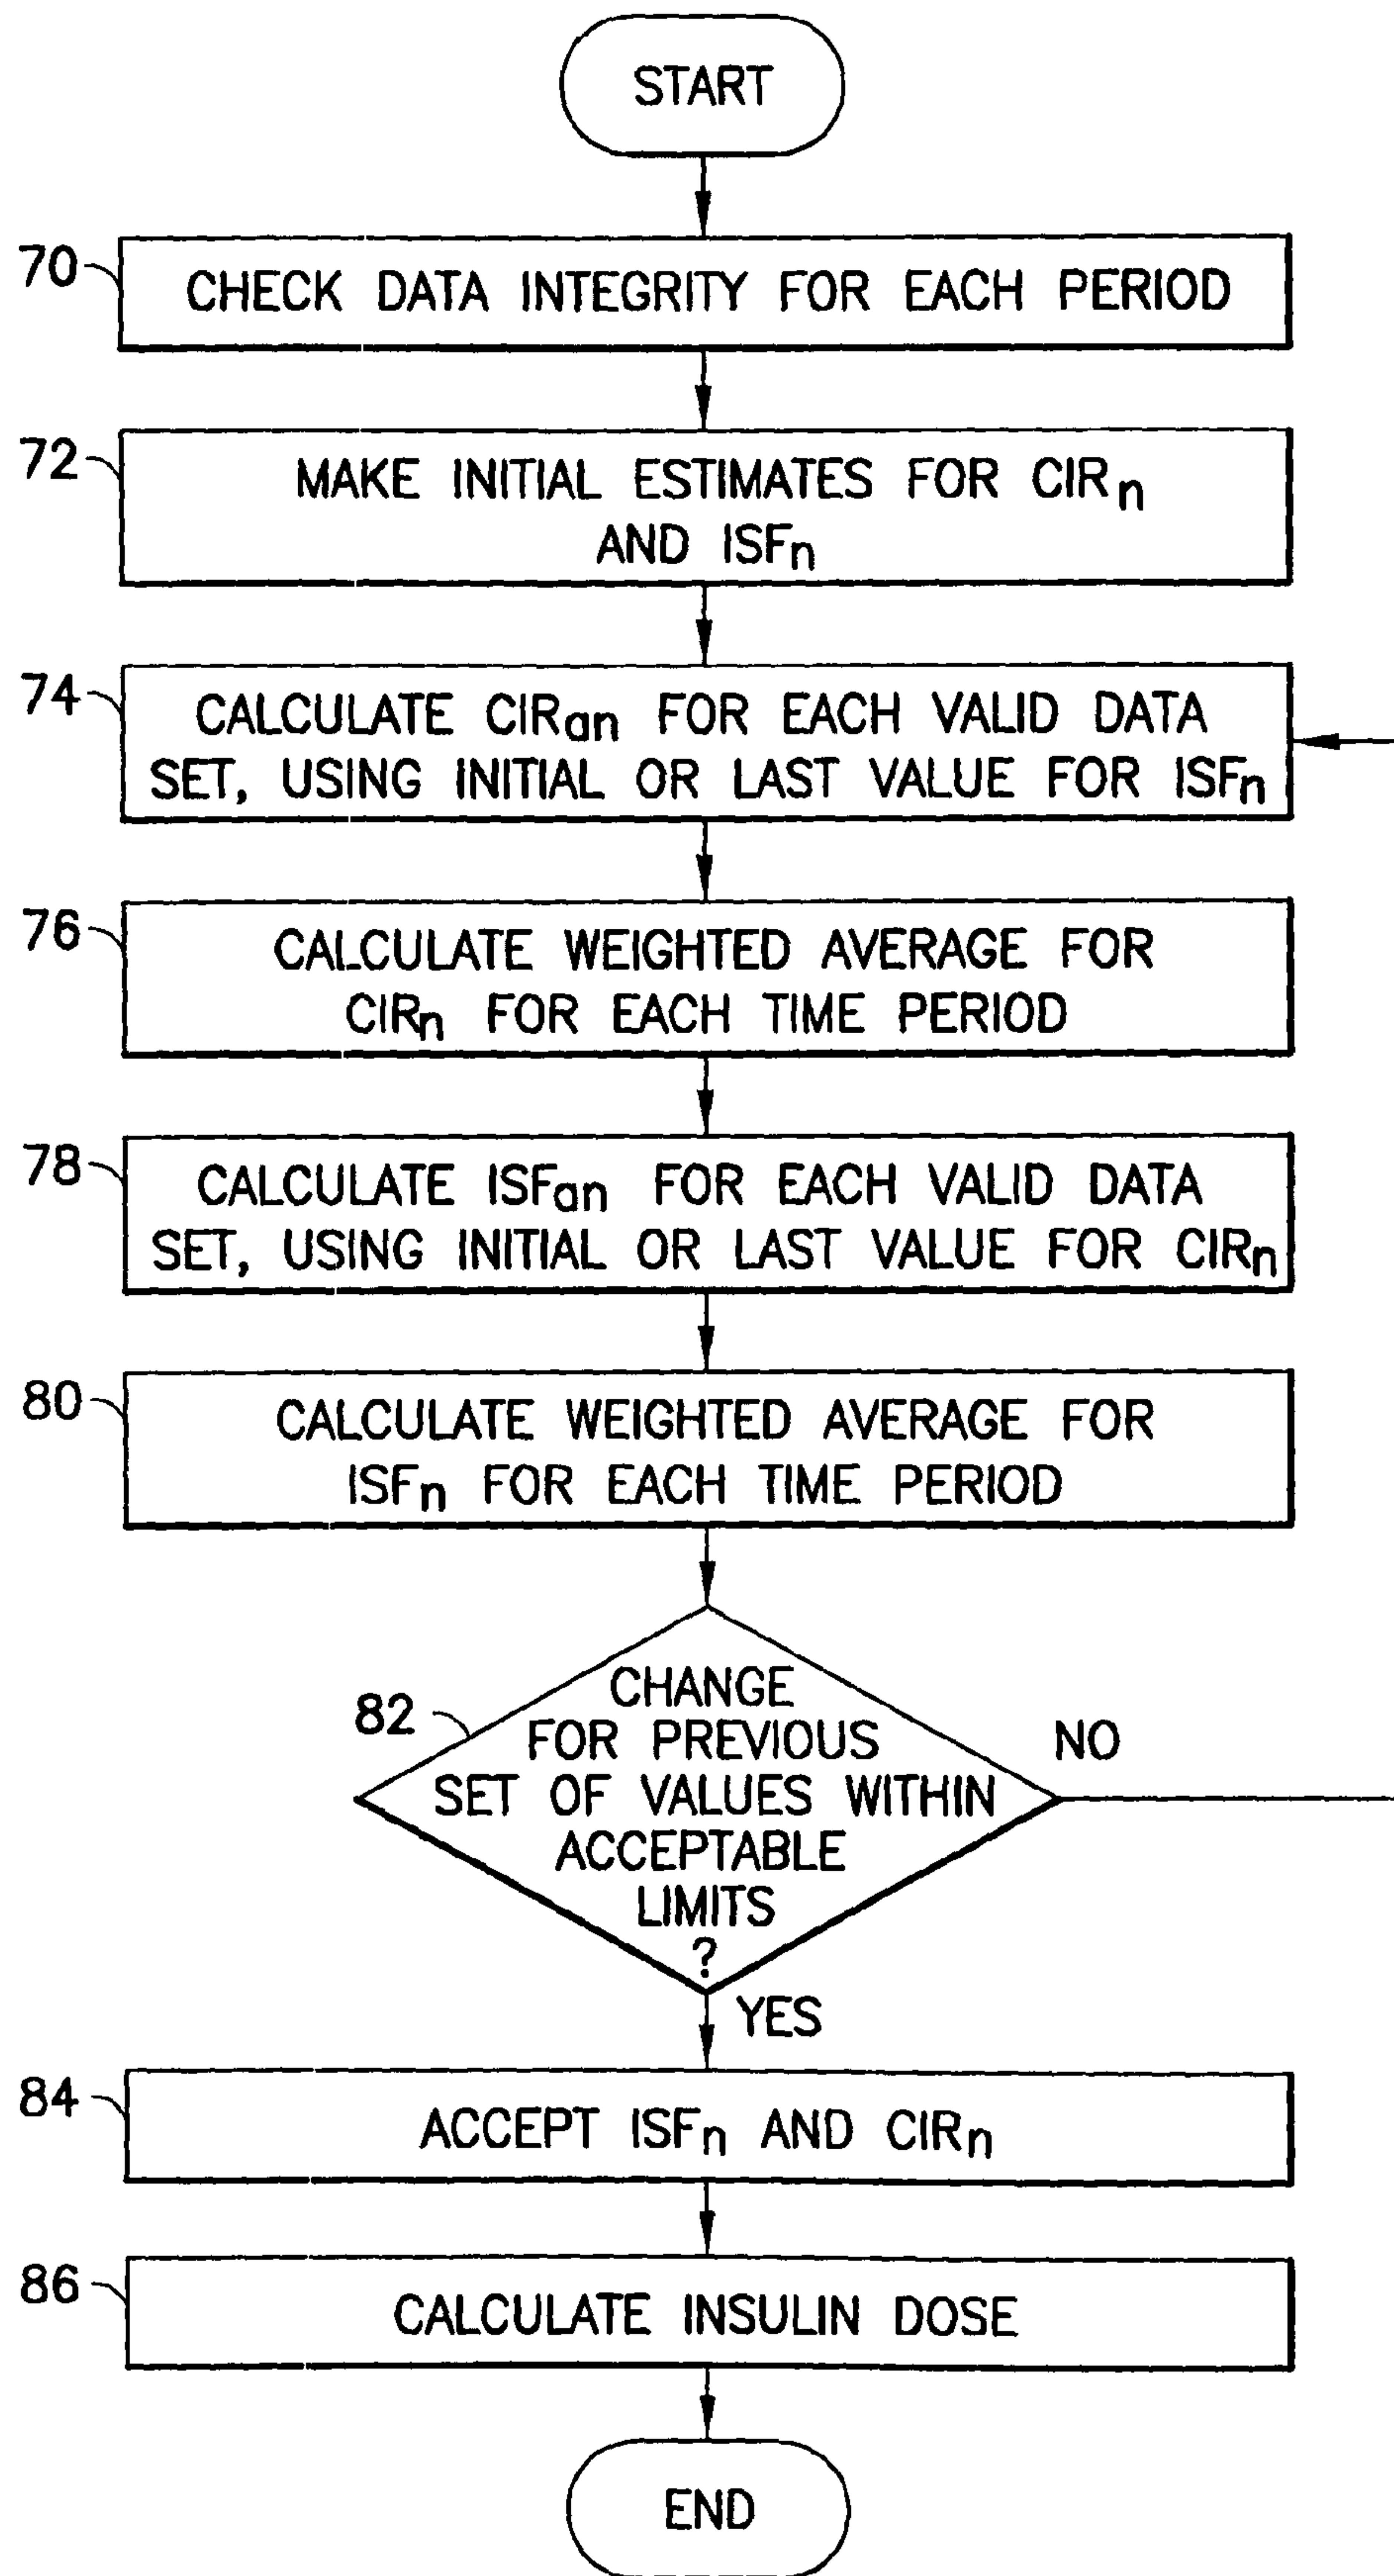 START
70
CHECK DATA INTEGRITY FOR EACH PERIOD
72
MAKE INITIAL ESTIMATES FOR CIRn
AND ISFn
74
CALCULATE CIRan FOR EACH VALID DATA
SET, USING INITIAL OR LAST VALUE FOR ISFn
76
CALCULATE WEIGHTED AVERAGE FOR
CIRn FOR EACH TIME PERIOD
78
CALCULATE ISFan FOR EACH VALID DATA
SET, USING INITIAL OR LAST VALUE FOR CIRn
80
CALCULATE WEIGHTED AVERAGE FOR
ISFn FOR EACH TIME PERIOD
82
CHANGE
FOR PREVIOUS
SET OF VALUES WITHIN
ACCEPTABLE
LIMITS
?
NO
YES
84
ACCEPT ISFn AND CIRn
86
CALCULATE INSULIN DOSE
END